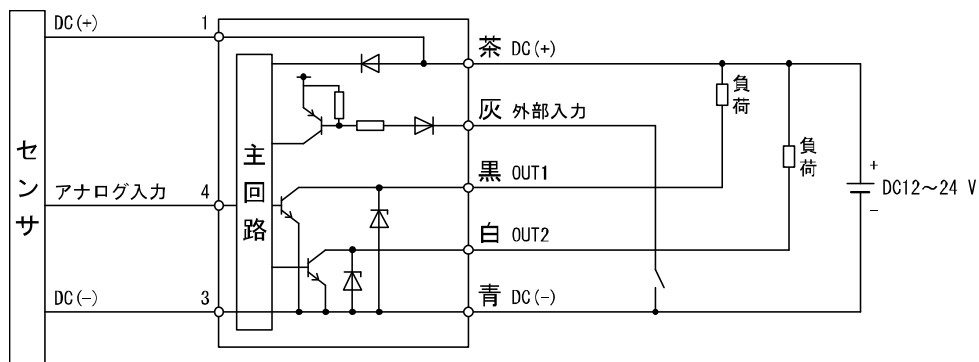 センサ
DC(+)
1
アナログ入力
4
DC(-)
3
主回路
茶 DC(+)
灰 外部入力
黒 OUT1
白 OUT2
青 DC(-)
負荷
負荷
+
DC12～24 V
-